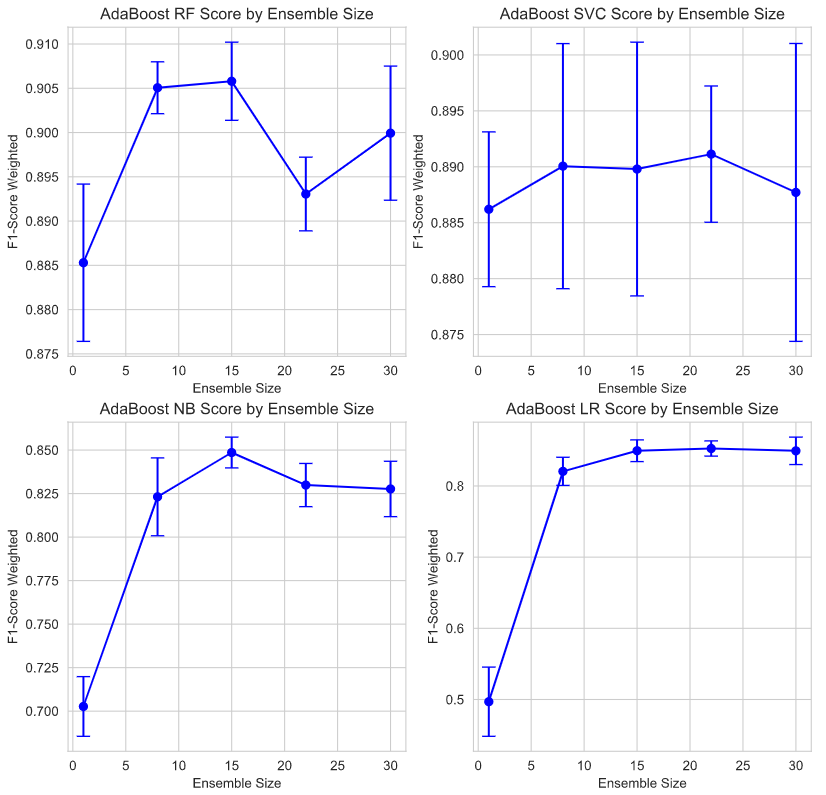 AdaBoost RF Score by Ensemble Size
F1-Score Weighted
0.910
0.905
0.900
0.895
0.890
0.885
0.880
0.875
0 5 10 15 20 25 30
Ensemble Size
AdaBoost SVC Score by Ensemble Size
F1-Score Weighted
0.900
0.895
0.890
0.885
0.880
0.875
0 5 10 15 20 25 30
Ensemble Size
AdaBoost NB Score by Ensemble Size
F1-Score Weighted
0.850
0.825
0.800
0.775
0.750
0.725
0.700
0 5 10 15 20 25 30
Ensemble Size
AdaBoost LR Score by Ensemble Size
F1-Score Weighted
0.8
0.7
0.6
0.5
0 5 10 15 20 25 30
Ensemble Size